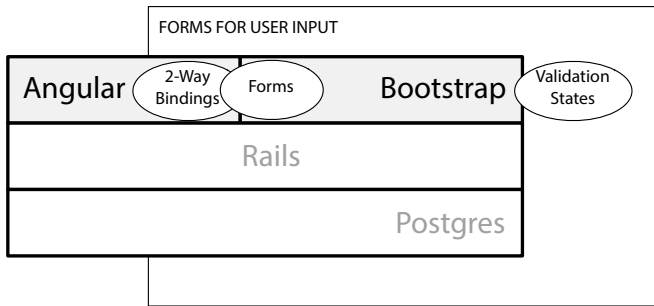 FORMS FOR USER INPUT
Angular
2-Way
Bindings
Forms
Bootstrap
Validation
States
Rails
Postgres